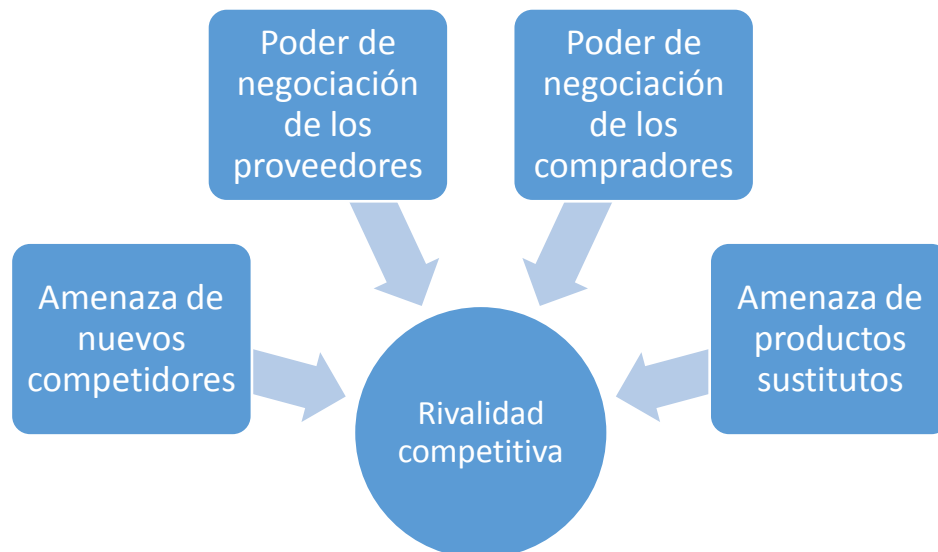 Poder de
negociación
de los
proveedores
Poder de
negociación
de los
compradores
Amenaza de
nuevos
competidores
Amenaza de
productos
sustitutos
Rivalidad
competitiva